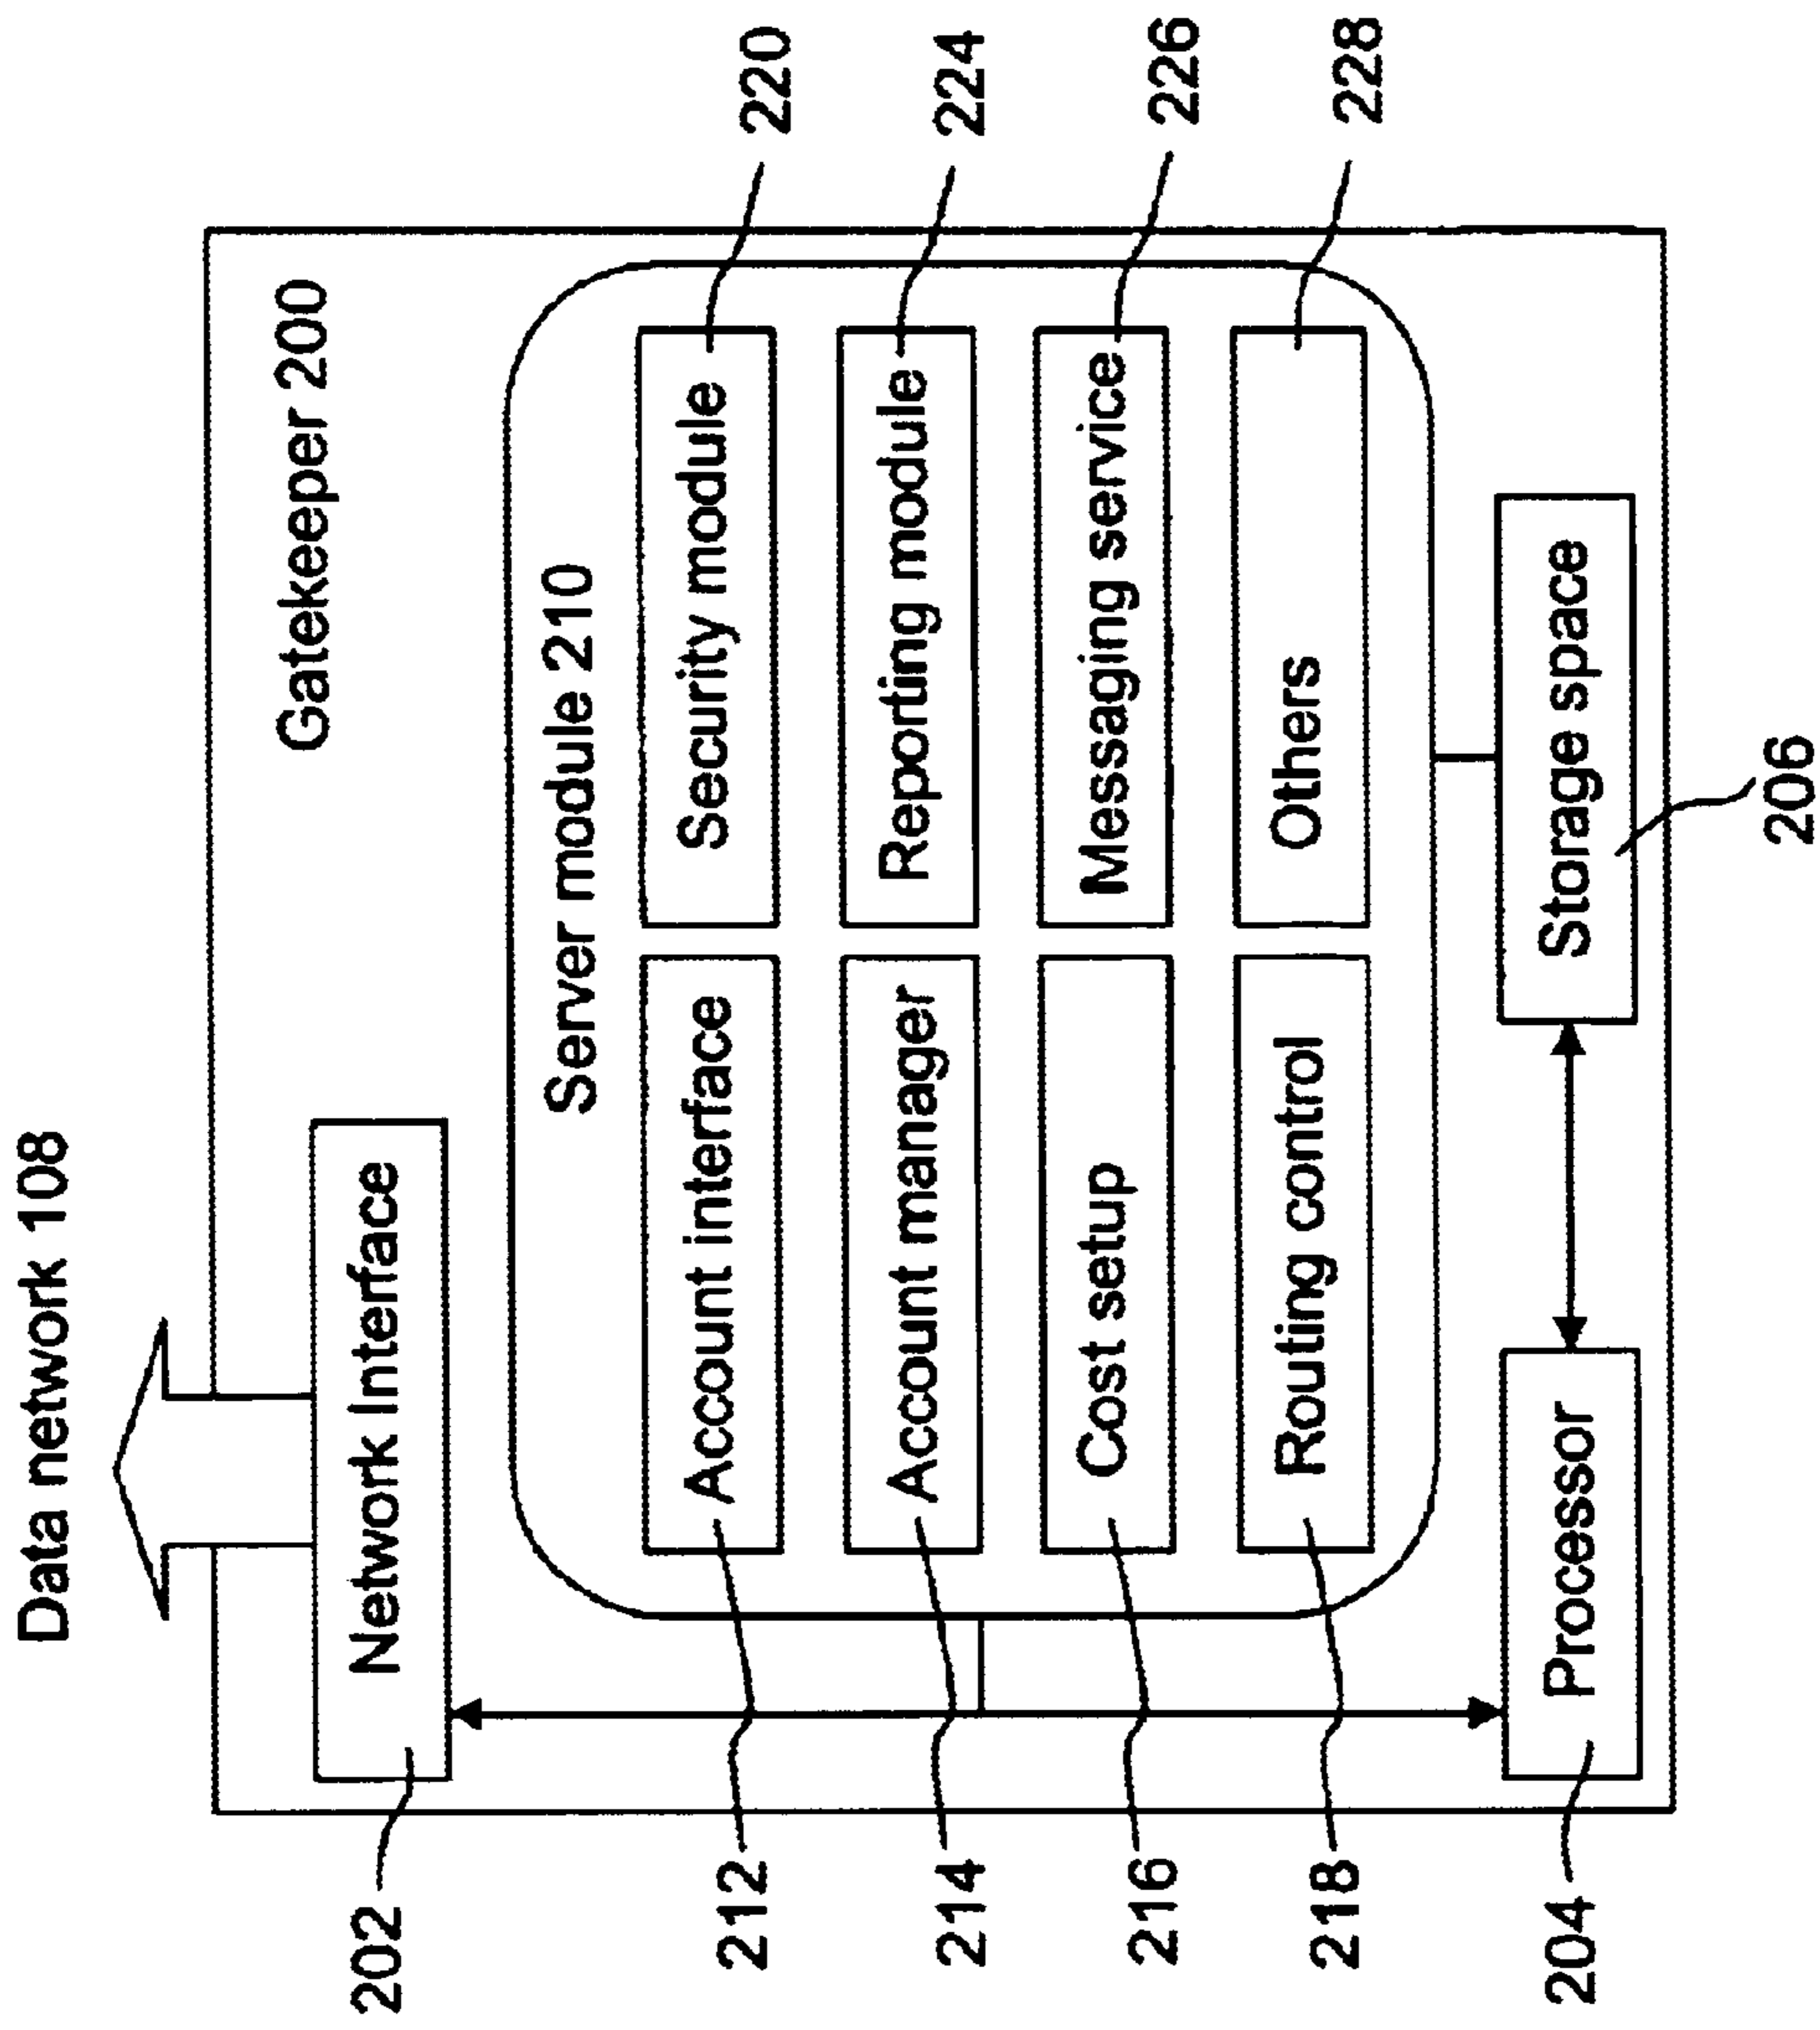 Data network 108
Gatekeeper 200
Network Interface
202
Server module 210
Account interface
212
Security module
220
Account manager
214
Reporting module
224
Cost setup
216
Messaging service
226
Routing control
218
Others
228
Processor
204
Storage space
206